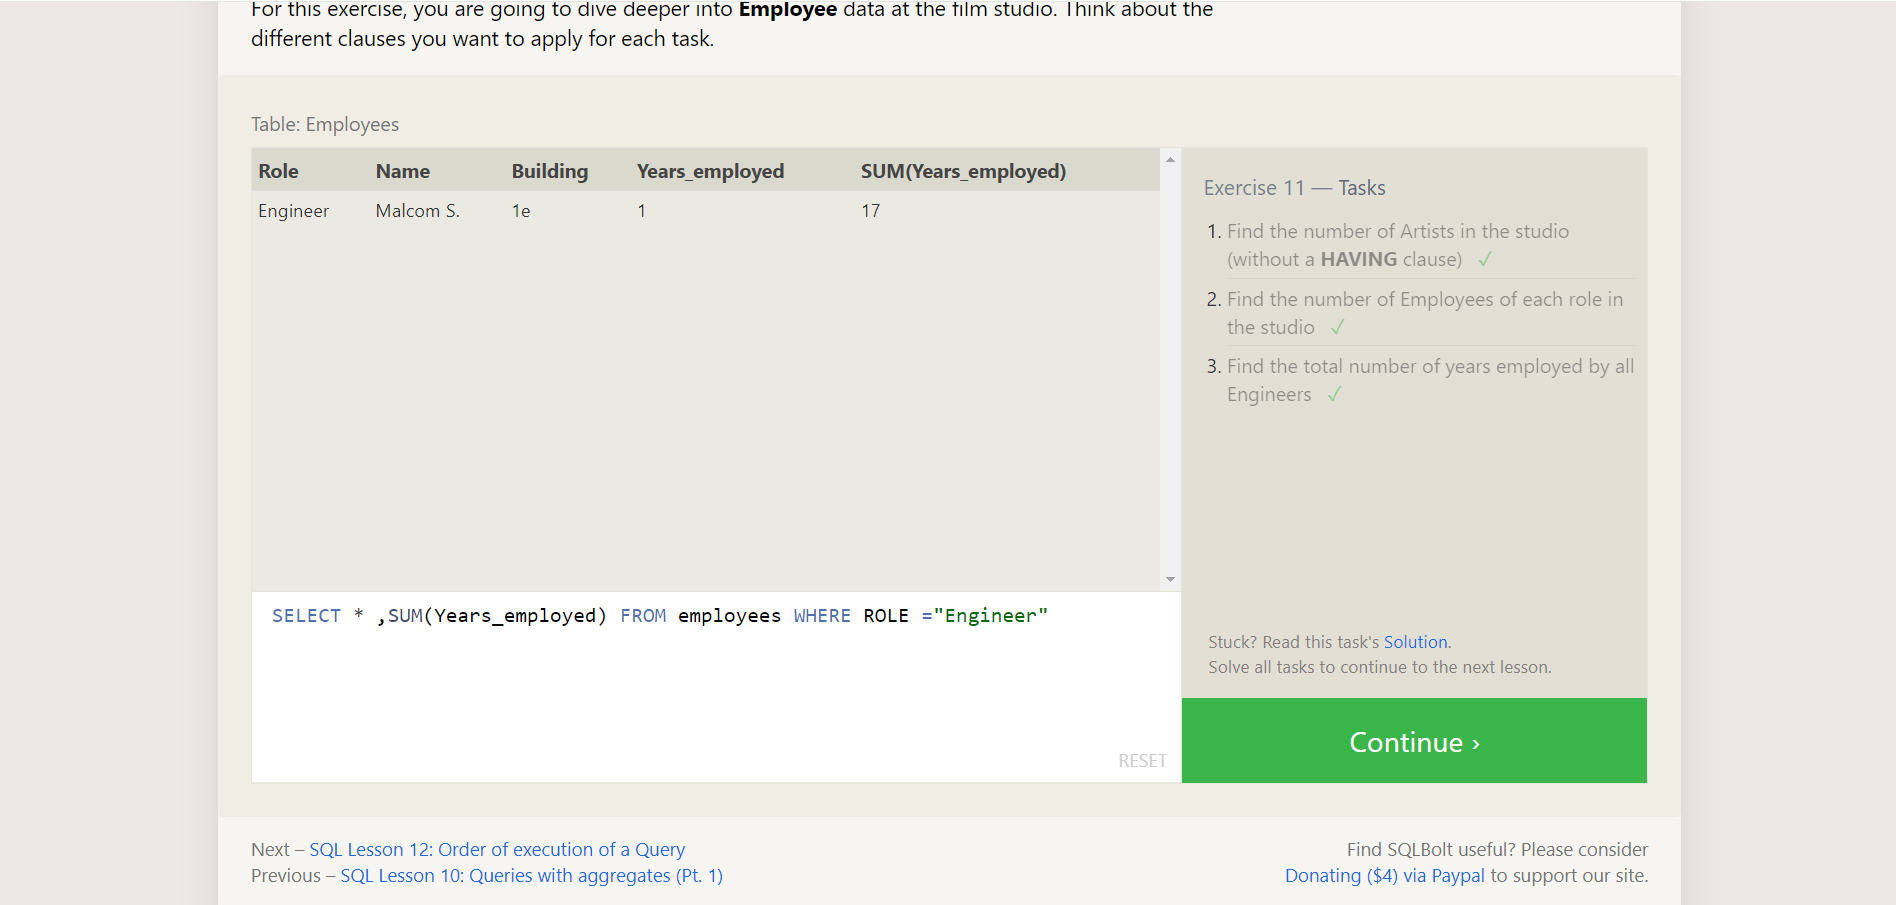 For this exercise, you are going to dive deeper into Employee data at the film studio. Think about the
different clauses you want to apply for each task.
Table: Employees
Role Name Building Years_employed SUM(Years_employed)
Engineer Malcom S. 1e 1 17
SELECT * ,SUM(Years_employed) FROM employees WHERE ROLE ="Engineer"
RESET
Exercise 11 — Tasks
1. Find the number of Artists in the studio
(without a HAVING clause) ✓
2. Find the number of Employees of each role in
the studio ✓
3. Find the total number of years employed by all
Engineers ✓
Stuck? Read this task's Solution.
Solve all tasks to continue to the next lesson.
Continue ›
Next – SQL Lesson 12: Order of execution of a Query
Previous – SQL Lesson 10: Queries with aggregates (Pt. 1)
Find SQLBolt useful? Please consider
Donating ($4) via Paypal to support our site.